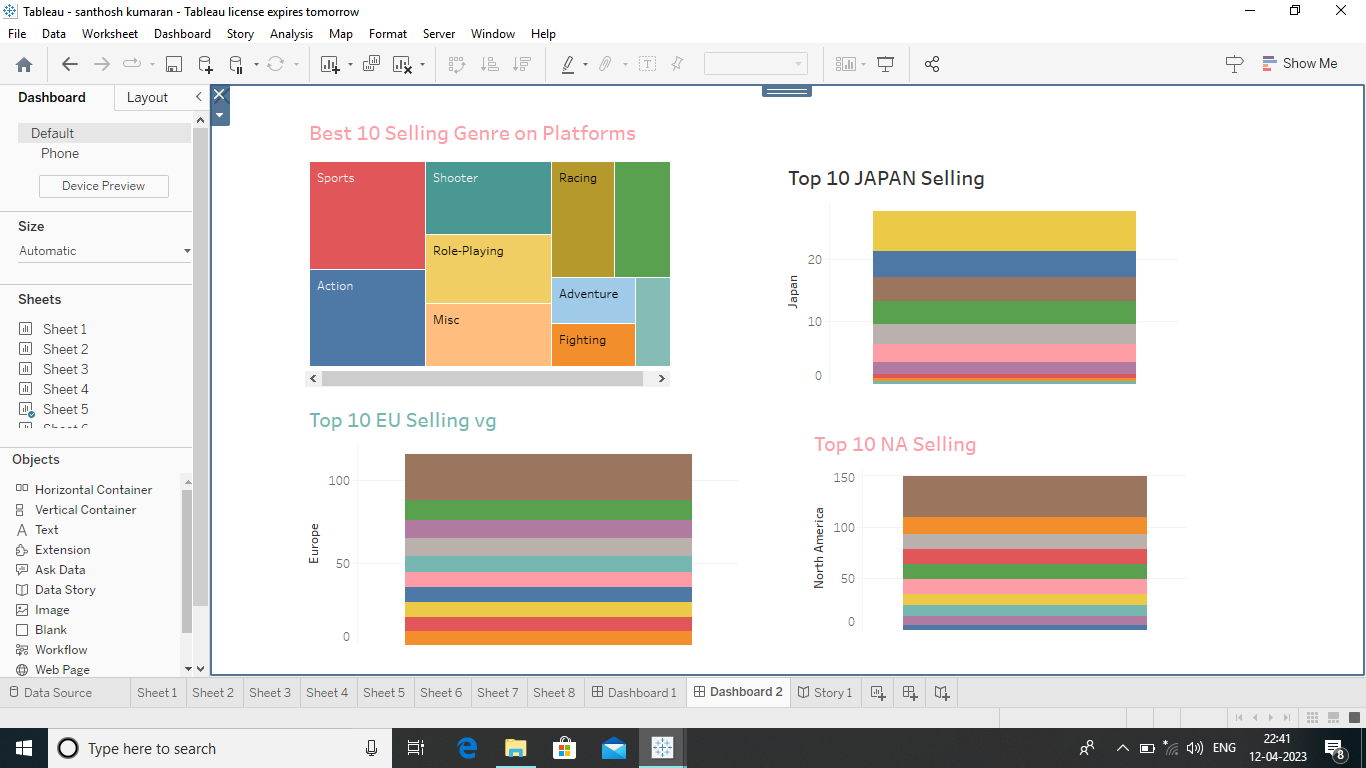 Tableau - santhosh kumaran - Tableau license expires tomorrow
File Data Worksheet Dashboard Story Analysis Map Format Server Window Help
Show Me
Dashboard Layout
Default
Phone
Device Preview
Size
Automatic
Sheets
Sheet 1
Sheet 2
Sheet 3
Sheet 4
Sheet 5
Objects
Horizontal Container
Vertical Container
Text
Extension
Ask Data
Data Story
Image
Blank
Workflow
Web Page
Best 10 Selling Genre on Platforms
Sports
Shooter
Racing
Role-Playing
Action
Adventure
Misc
Fighting
Top 10 JAPAN Selling
Japan
20
10
0
Top 10 EU Selling vg
Europe
100
50
0
Top 10 NA Selling
North America
150
100
50
0
Data Source Sheet 1 Sheet 2 Sheet 3 Sheet 4 Sheet 5 Sheet 6 Sheet 7 Sheet 8 Dashboard 1 Dashboard 2 Story 1
Type here to search
ENG
22:41
12-04-2023
8